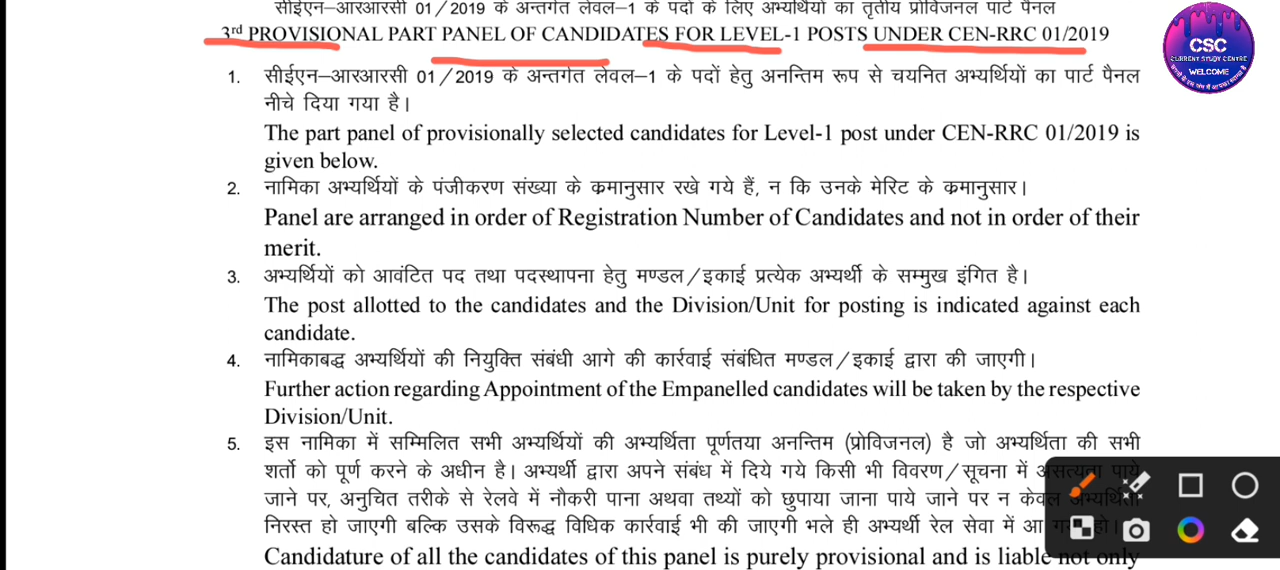 सीईएन–आरआरसी 01/2019 के अन्तर्गत लेवल–1 के पदों के लिए अभ्यर्थियों का तृतीय प्रोविजनल पार्ट पैनल
3rd PROVISIONAL PART PANEL OF CANDIDATES FOR LEVEL-1 POSTS UNDER CEN-RRC 01/2019
CSC
CURRENT STUDY CENTRE
WELCOME
1. सीईएन–आरआरसी 01/2019 के अन्तर्गत लेवल–1 के पदों हेतु अनन्तिम रूप से चयनित अभ्यर्थियों का पार्ट पैनल
नीचे दिया गया है।
The part panel of provisionally selected candidates for Level-1 post under CEN-RRC 01/2019 is
given below.
2. नामिका अभ्यर्थियों के पंजीकरण संख्या के क्रमानुसार रखे गये हैं, न कि उनके मेरिट के क्रमानुसार।
Panel are arranged in order of Registration Number of Candidates and not in order of their
merit.
3. अभ्यर्थियों को आवंटित पद तथा पदस्थापना हेतु मण्डल/इकाई प्रत्येक अभ्यर्थी के सम्मुख इंगित है।
The post allotted to the candidates and the Division/Unit for posting is indicated against each
candidate.
4. नामिकाबद्ध अभ्यर्थियों की नियुक्ति संबंधी आगे की कार्रवाई संबंधित मण्डल/इकाई द्वारा की जाएगी।
Further action regarding Appointment of the Empanelled candidates will be taken by the respective
Division/Unit.
5. इस नामिका में सम्मिलित सभी अभ्यर्थियों की अभ्यर्थिता पूर्णतया अनन्तिम (प्रोविजनल) है जो अभ्यर्थिता की सभी
शर्तो को पूर्ण करने के अधीन है। अभ्यर्थी द्वारा अपने संबंध में दिये गये किसी भी विवरण/सूचना में असत्यता पाये
जाने पर, अनुचित तरीके से रेलवे में नौकरी पाना अथवा तथ्यों को छुपाया जाना पाये जाने पर न केवल अभ्यर्थिता
निरस्त हो जाएगी बल्कि उसके विरूद्ध विधिक कार्रवाई भी की जाएगी भले ही अभ्यर्थी रेल सेवा में आ गया हो।
Candidature of all the candidates of this panel is purely provisional and is liable not only